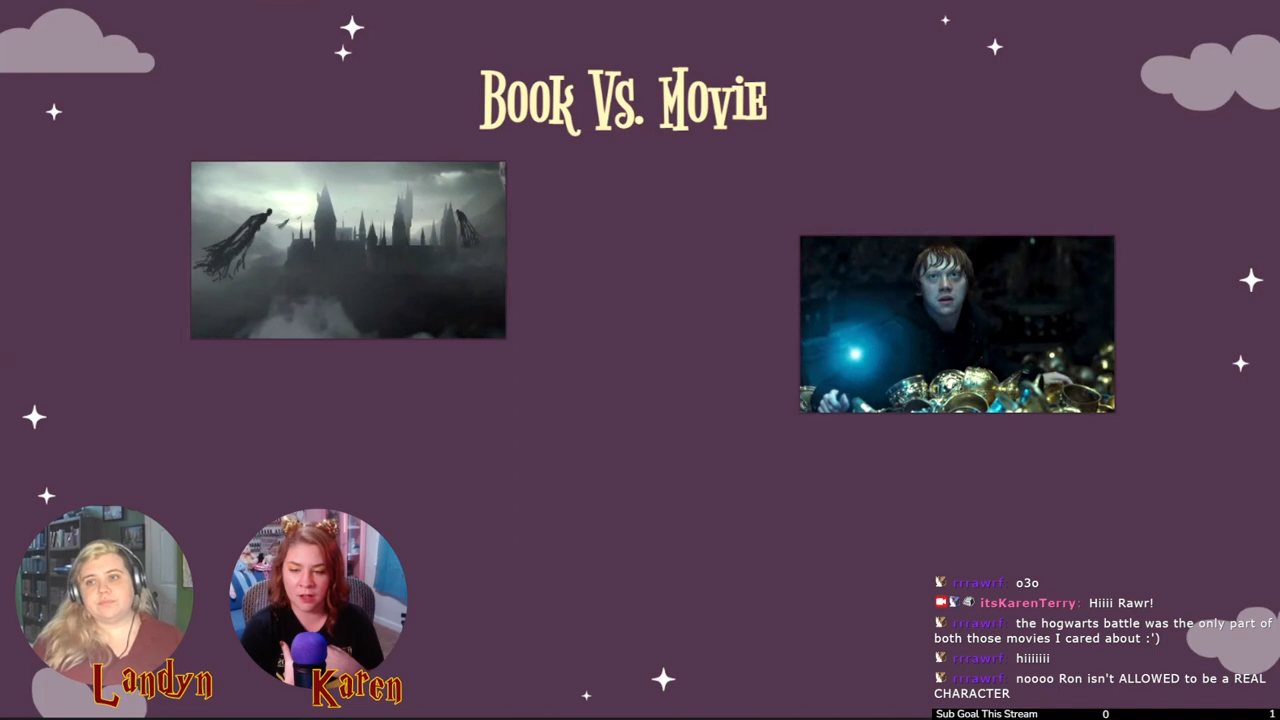 Book Vs. Movie
Landyn
Karen
rrrawrf: o3o
itsKarenTerry: Hiiii Rawr!
rrrawrf: the hogwarts battle was the only part of
both those movies I cared about :')
rrrawrf: hiiiiiii
rrrawrf: noooo Ron isn't ALLOWED to be a REAL
CHARACTER
Sub Goal This Stream 0 1